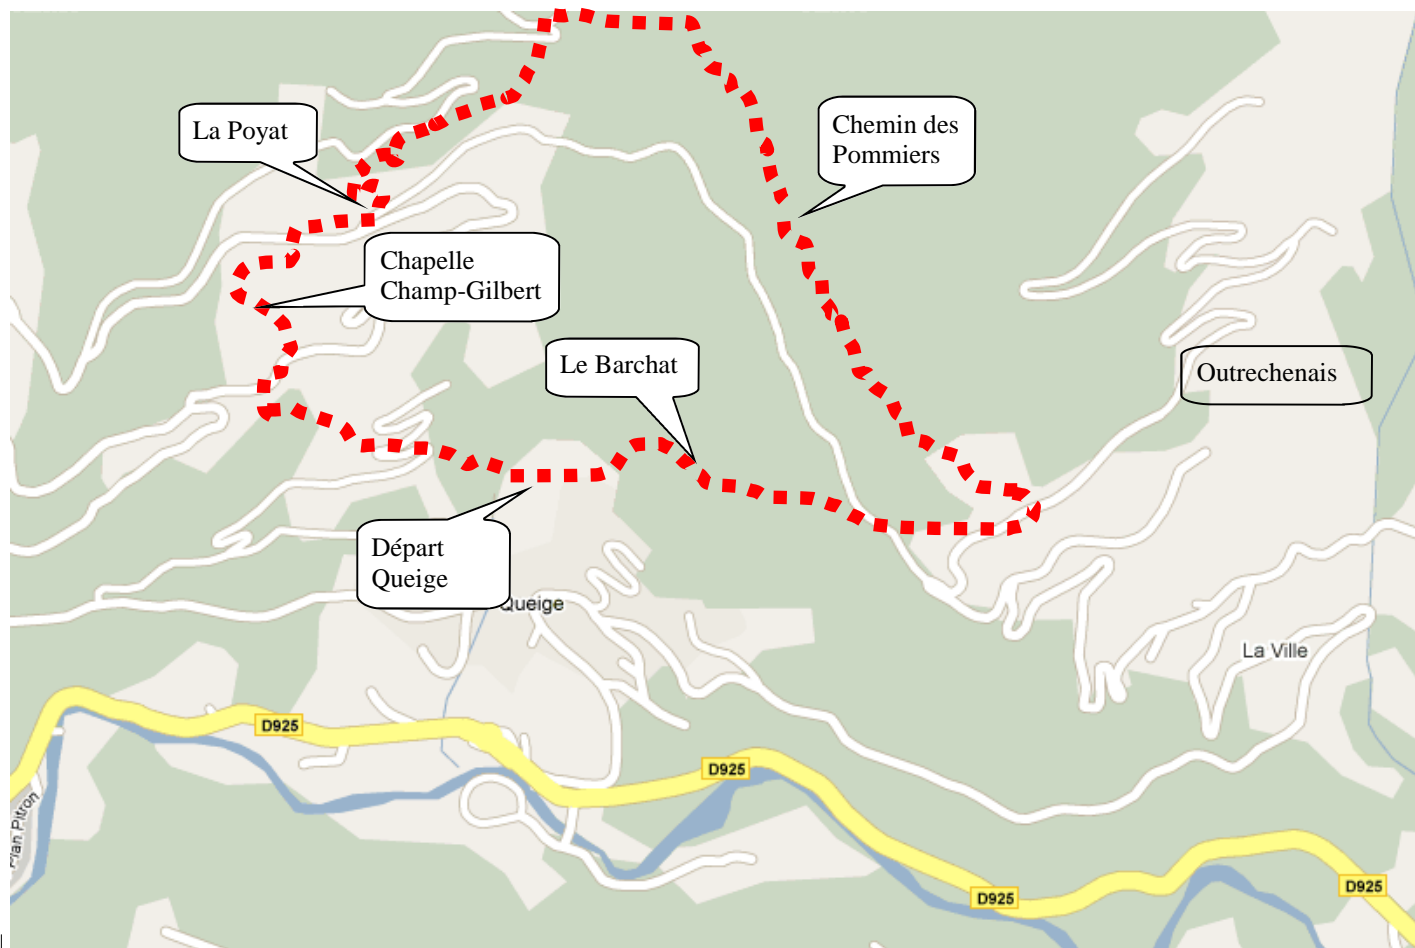 La Poyat
Chemin des
Pommiers
Chapelle
Champ-Gilbert
Le Barchat
Outrechenais
Départ
Queige
Queige
La Ville
D925
D925
Plan Pitron
D925
D925